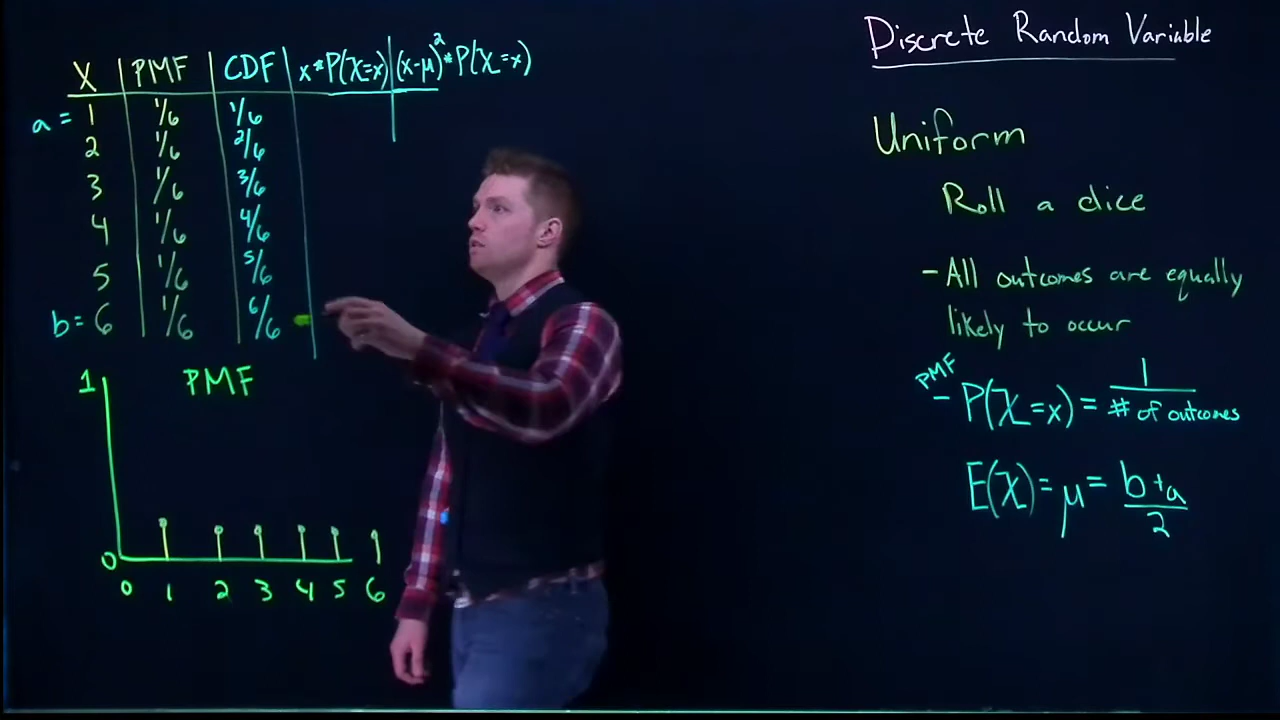 Discrete Random Variable
X | PMF | CDF | x*P(X=x) | (x-μ)²*P(X=x)
a = 1 1/6 1/6
2 1/6 2/6
3 1/6 3/6
4 1/6 4/6
5 1/6 5/6
b = 6 1/6 6/6
1 PMF
0
0 1 2 3 4 5 6
Uniform
Roll a dice
- All outcomes are equally
likely to occur
PMF
- P(X=x) = 1/# of outcomes
E(X) = μ = b+a/2